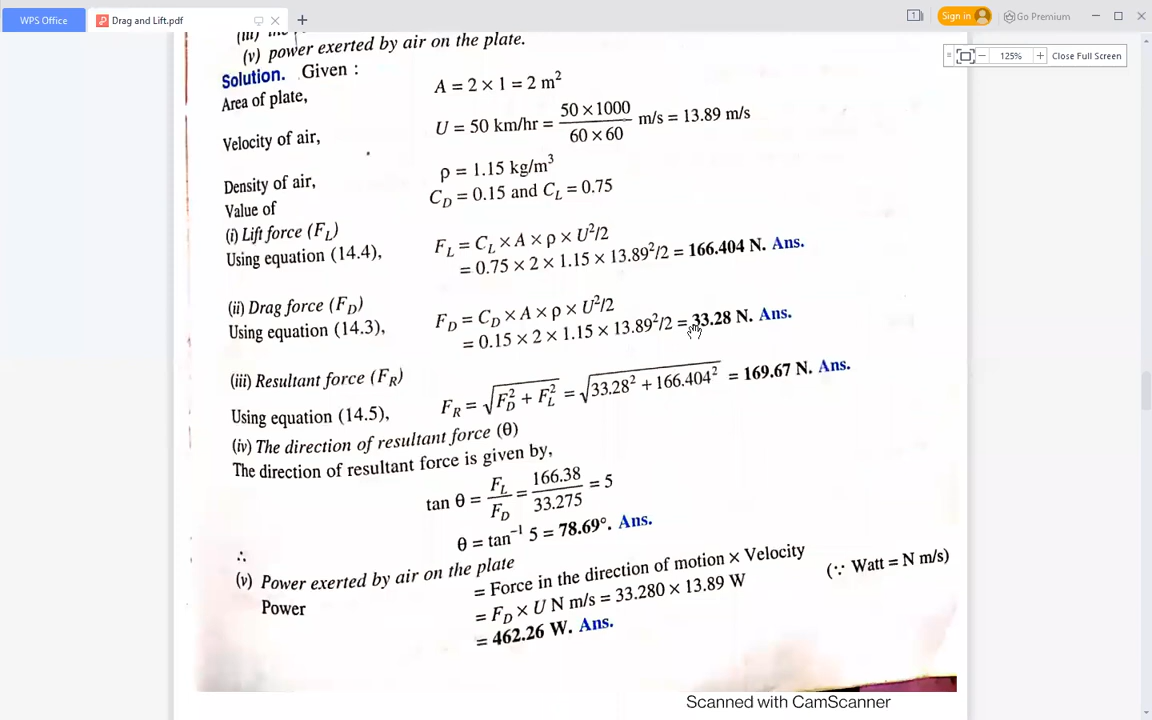 WPS Office
Drag and Lift.pdf
Sign in
Go Premium
125%
Close Full Screen
(v) power exerted by air on the plate.
Solution. Given :
Area of plate, A = 2 × 1 = 2 m²
Velocity of air, U = 50 km/hr = 50 × 1000 / 60 × 60 m/s = 13.89 m/s
Density of air, ρ = 1.15 kg/m³
Value of C_D = 0.15 and C_L = 0.75
(i) Lift force (F_L)
Using equation (14.4), F_L = C_L × A × ρ × U²/2
= 0.75 × 2 × 1.15 × 13.89²/2 = 166.404 N. Ans.
(ii) Drag force (F_D)
Using equation (14.3), F_D = C_D × A × ρ × U²/2
= 0.15 × 2 × 1.15 × 13.89²/2 = 33.28 N. Ans.
(iii) Resultant force (F_R)
Using equation (14.5), F_R = √(F_D² + F_L²) = √(33.28² + 166.404²) = 169.67 N. Ans.
(iv) The direction of resultant force (θ)
The direction of resultant force is given by,
tan θ = F_L / F_D = 166.38 / 33.275 = 5
∴ θ = tan⁻¹ 5 = 78.69°. Ans.
(v) Power exerted by air on the plate
Power = Force in the direction of motion × Velocity
= F_D × U N m/s = 33.280 × 13.89 W (∵ Watt = N m/s)
= 462.26 W. Ans.
Scanned with CamScanner